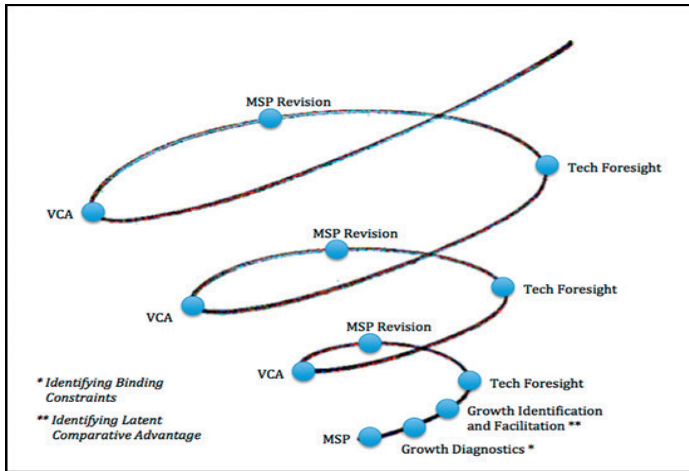 MSP Revision
Tech Foresight
VCA
MSP Revision
Tech Foresight
VCA
MSP Revision
VCA
Tech Foresight
* Identifying Binding
Constraints
** Identifying Latent
Comparative Advantage
Growth Identification
and Facilitation **
MSP
Growth Diagnostics *